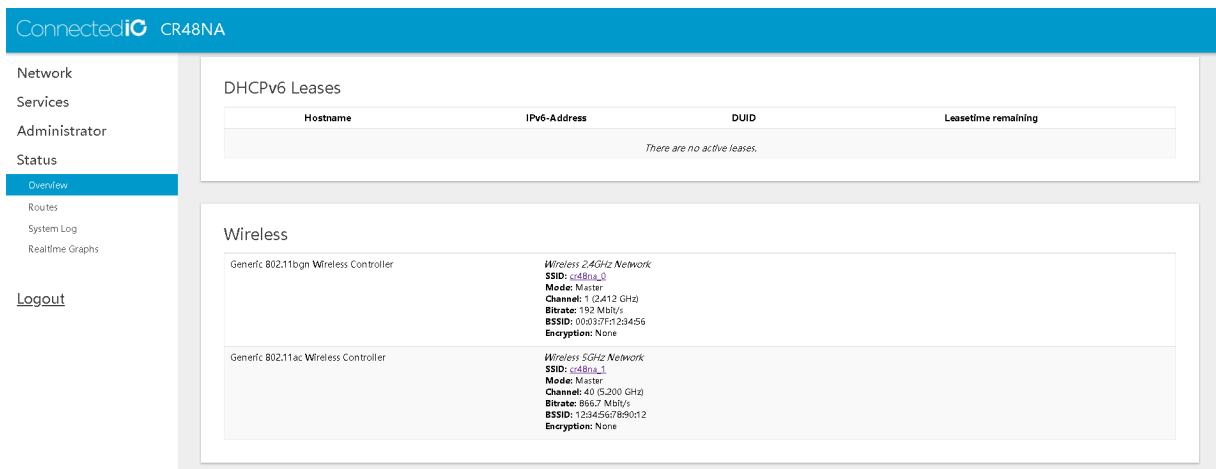 ConnectediO CR48NA
Network
Services
Administrator
Status
Overview
Routes
System Log
Realtime Graphs
Logout
DHCPv6 Leases
Hostname IPv6-Address DUID Leasetime remaining
There are no active leases.
Wireless
Generic 802.11bgn Wireless Controller
Wireless 2.4GHz Network
SSID: cr48na_0
Mode: Master
Channel: 1 (2.412 GHz)
Bitrate: 192 Mbit/s
BSSID: 00:03:7F:12:34:56
Encryption: None
Generic 802.11ac Wireless Controller
Wireless 5GHz Network
SSID: cr48na_1
Mode: Master
Channel: 40 (5.200 GHz)
Bitrate: 866.7 Mbit/s
BSSID: 12:34:56:78:90:12
Encryption: None